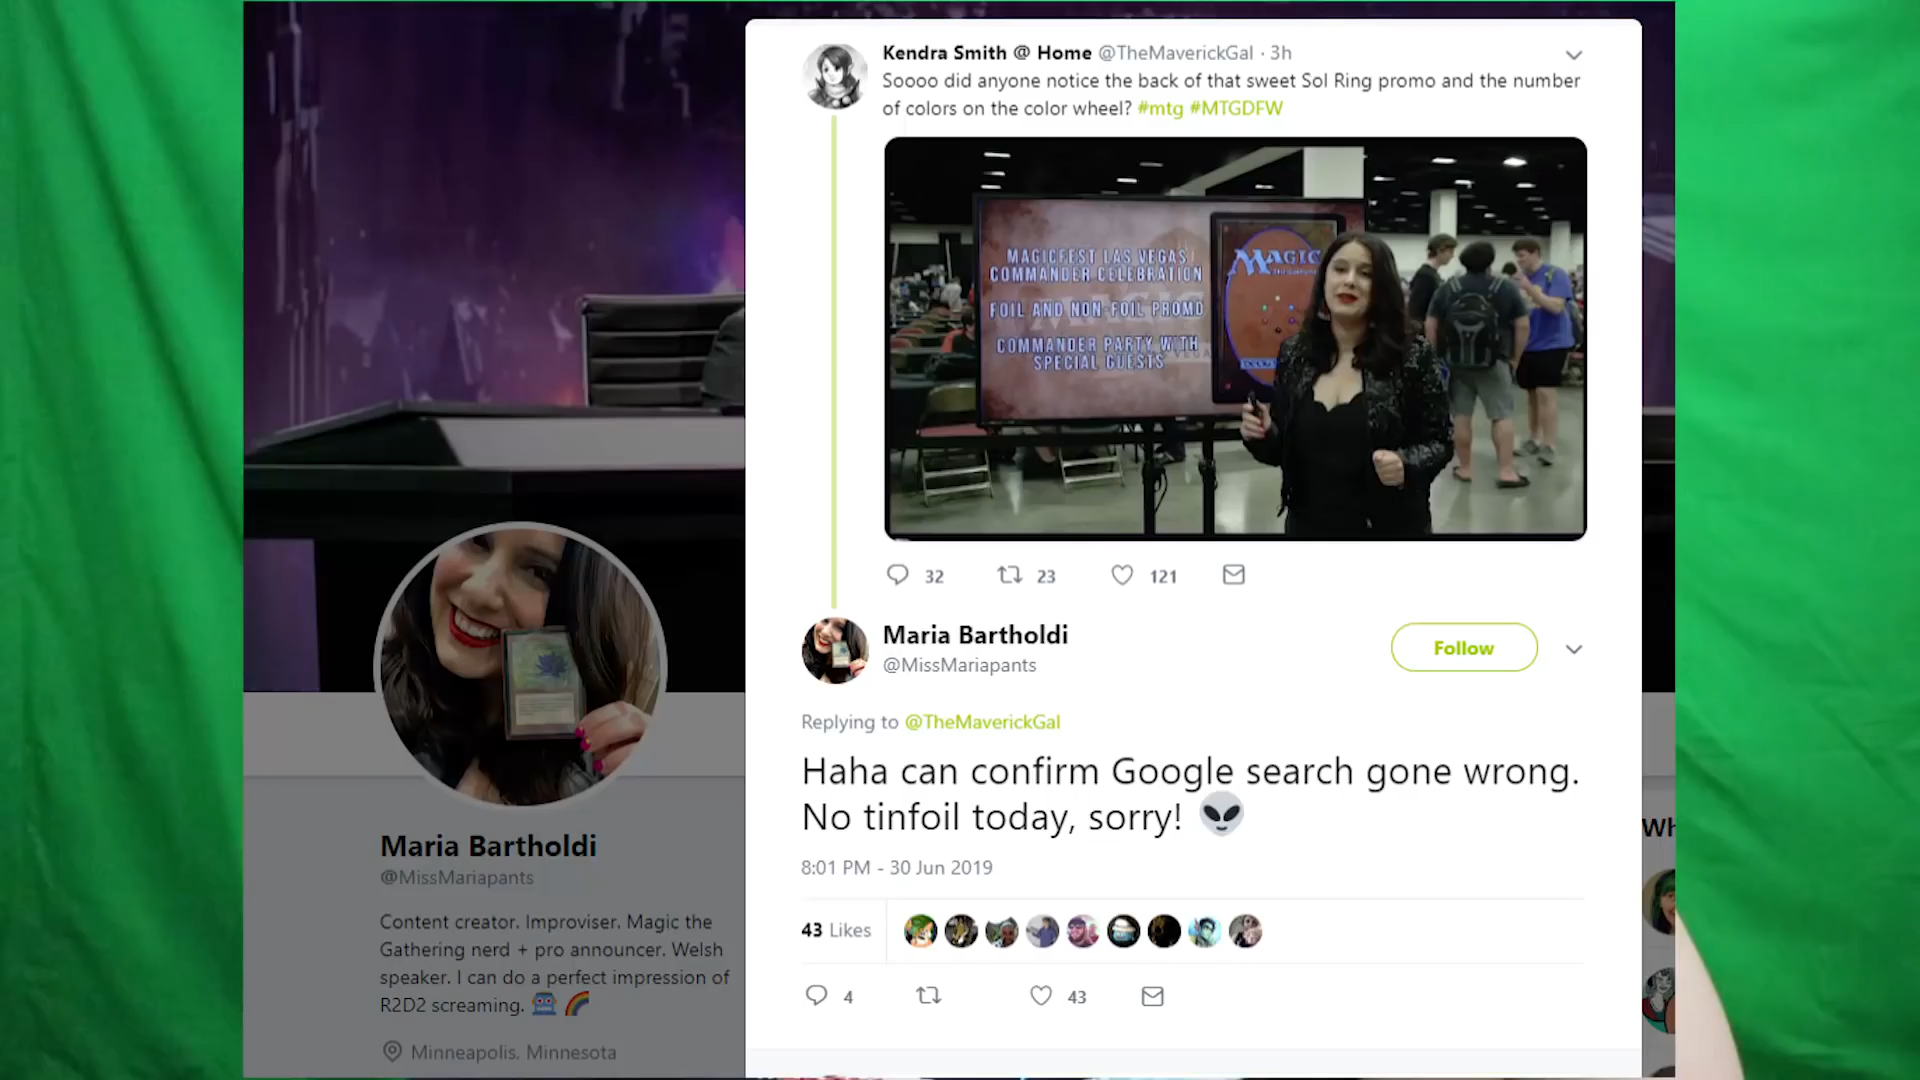 Kendra Smith @ Home @TheMaverickGal · 3h
Soooo did anyone notice the back of that sweet Sol Ring promo and the number
of colors on the color wheel? #mtg #MTGDFW
MAGICFEST LAS VEGAS
COMMANDER CELEBRATION
FOIL AND NON-FOIL PROMO
COMMANDER PARTY WITH
SPECIAL GUESTS
MAGIC
32 23 121
Maria Bartholdi
@MissMariapants
Follow
Replying to @TheMaverickGal
Haha can confirm Google search gone wrong.
No tinfoil today, sorry! 👽
8:01 PM - 30 Jun 2019
43 Likes
4 43
Maria Bartholdi
@MissMariapants
Content creator. Improviser. Magic the
Gathering nerd + pro announcer. Welsh
speaker. I can do a perfect impression of
R2D2 screaming. 🤖 🌈
Minneapolis, Minnesota
Wh